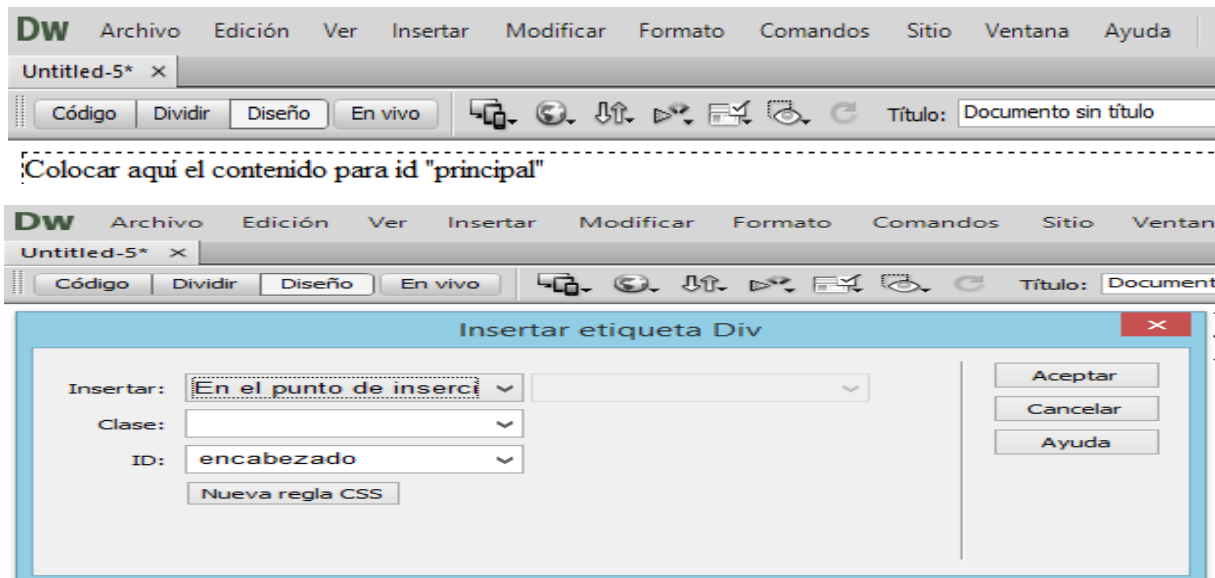 Dw Archivo Edición Ver Insertar Modificar Formato Comandos Sitio Ventana Ayuda
Untitled-5* ×
Código Dividir Diseño En vivo Título: Documento sin título
Colocar aquí el contenido para id "principal"
Dw Archivo Edición Ver Insertar Modificar Formato Comandos Sitio Ventan
Untitled-5* ×
Código Dividir Diseño En vivo Título: Document
Insertar etiqueta Div
Insertar: En el punto de inserci Aceptar
Clase: Cancelar
ID: encabezado Ayuda
Nueva regla CSS